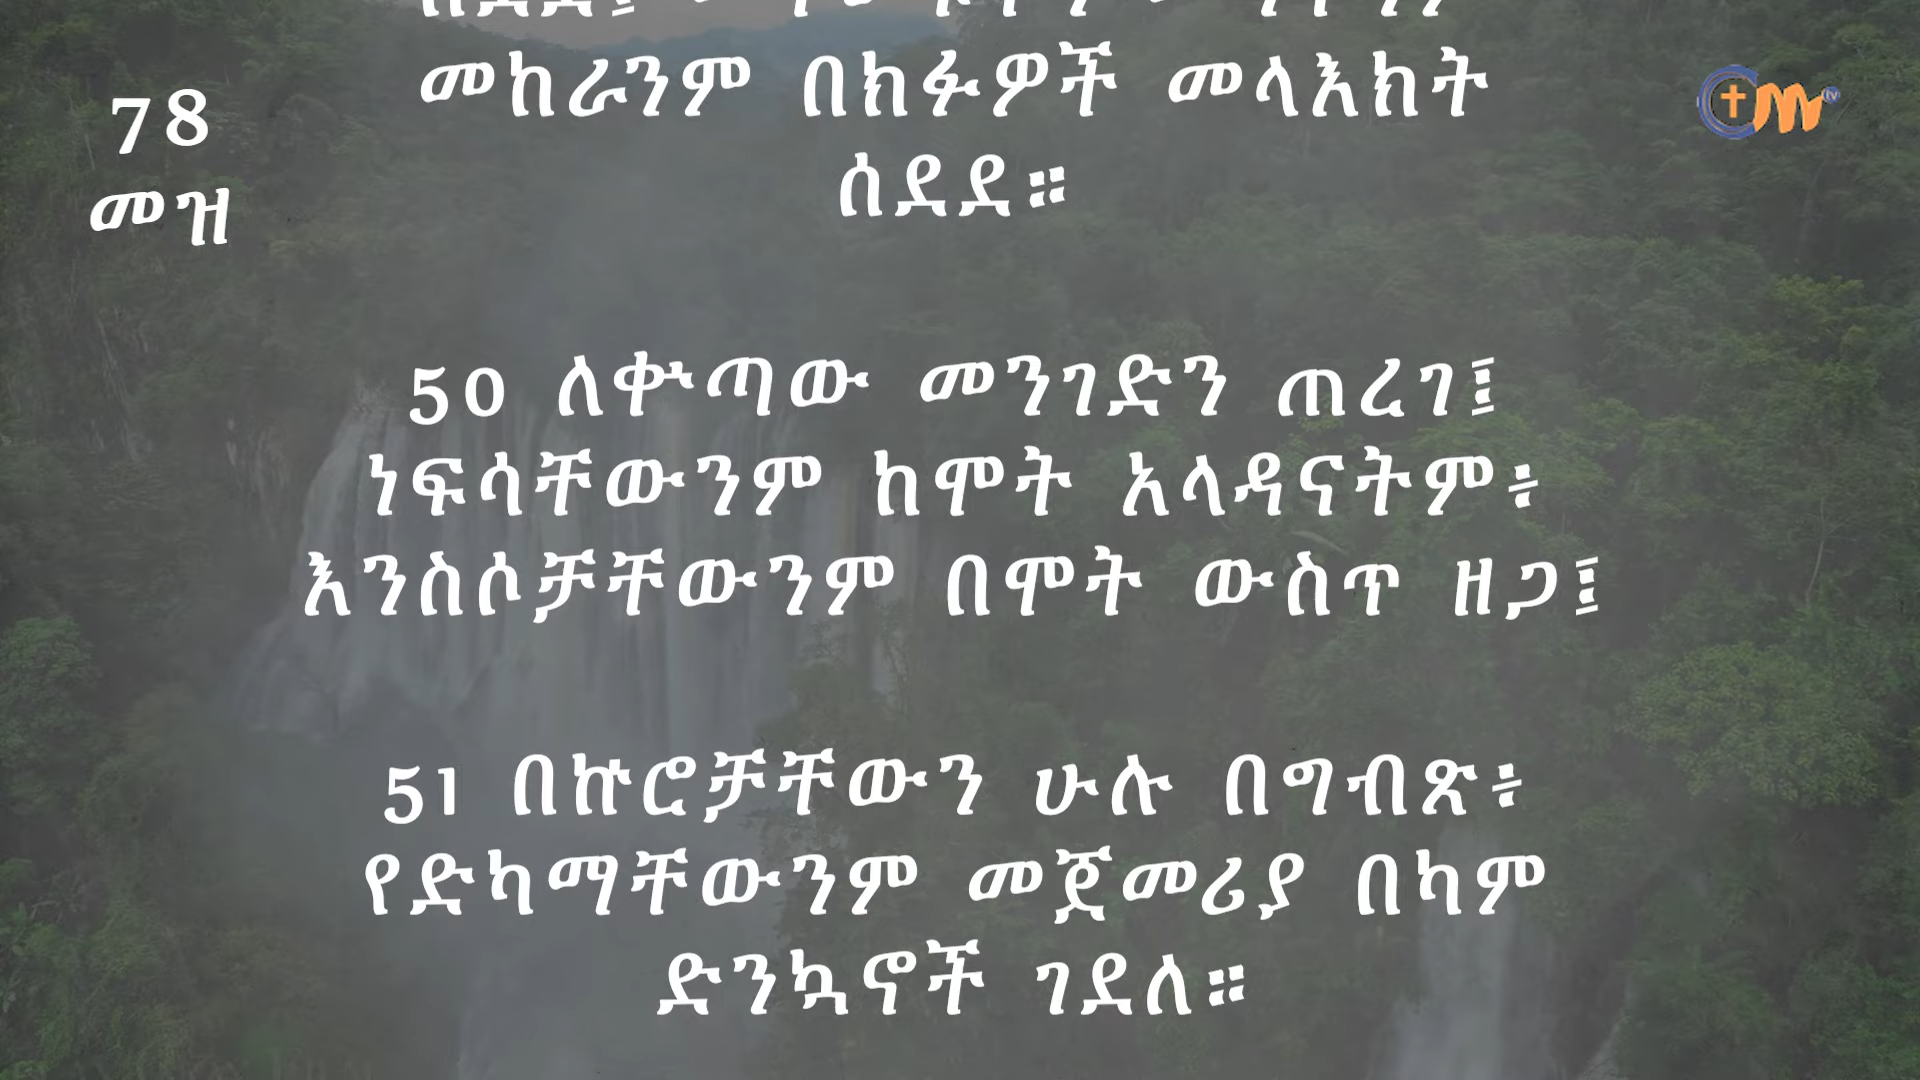 78
መዝ
መከራንም በክፉዎች መላእክት
ሰደደ።
50 ለቍጣው መንገድን ጠረገ፤
ነፍሳቸውንም ከሞት አላዳናትም፥
እንስሶቻቸውንም በሞት ውስጥ ዘጋ፤
51 በኵሮቻቸውን ሁሉ በግብጽ፥
የድካማቸውንም መጀመሪያ በካም
ድንኳኖች ገደለ።